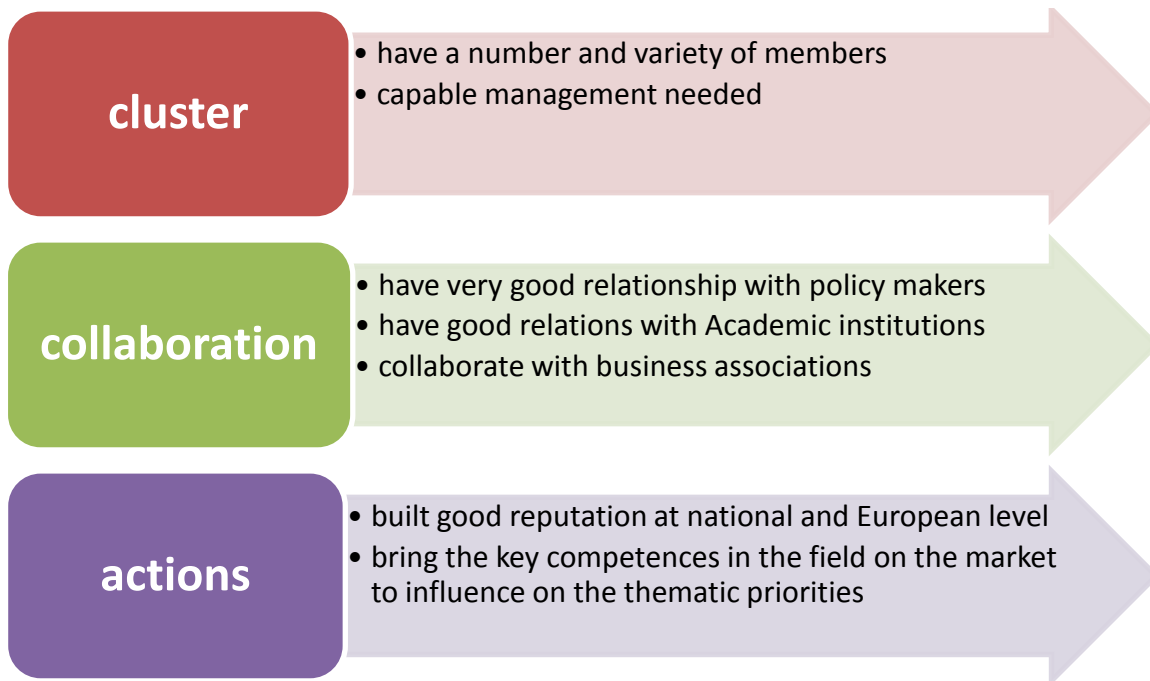 cluster
• have a number and variety of members
• capable management needed
collaboration
• have very good relationship with policy makers
• have good relations with Academic institutions
• collaborate with business associations
actions
• built good reputation at national and European level
• bring the key competences in the field on the market
to influence on the thematic priorities